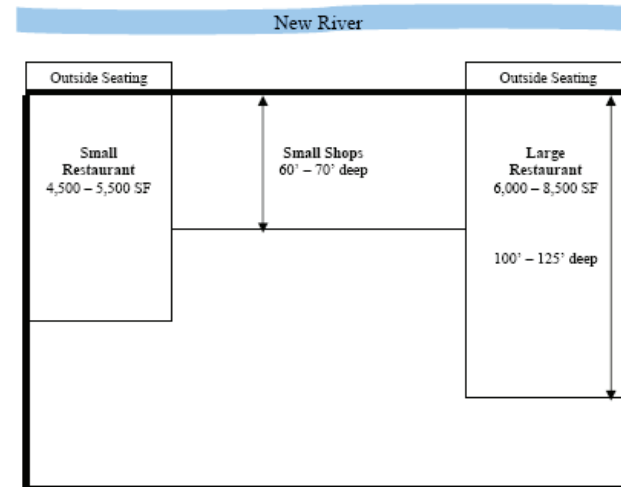 New River
Outside Seating
Outside Seating
Small
Restaurant
4,500 – 5,500 SF
Small Shops
60’ – 70’ deep
Large
Restaurant
6,000 – 8,500 SF
100’ – 125’ deep